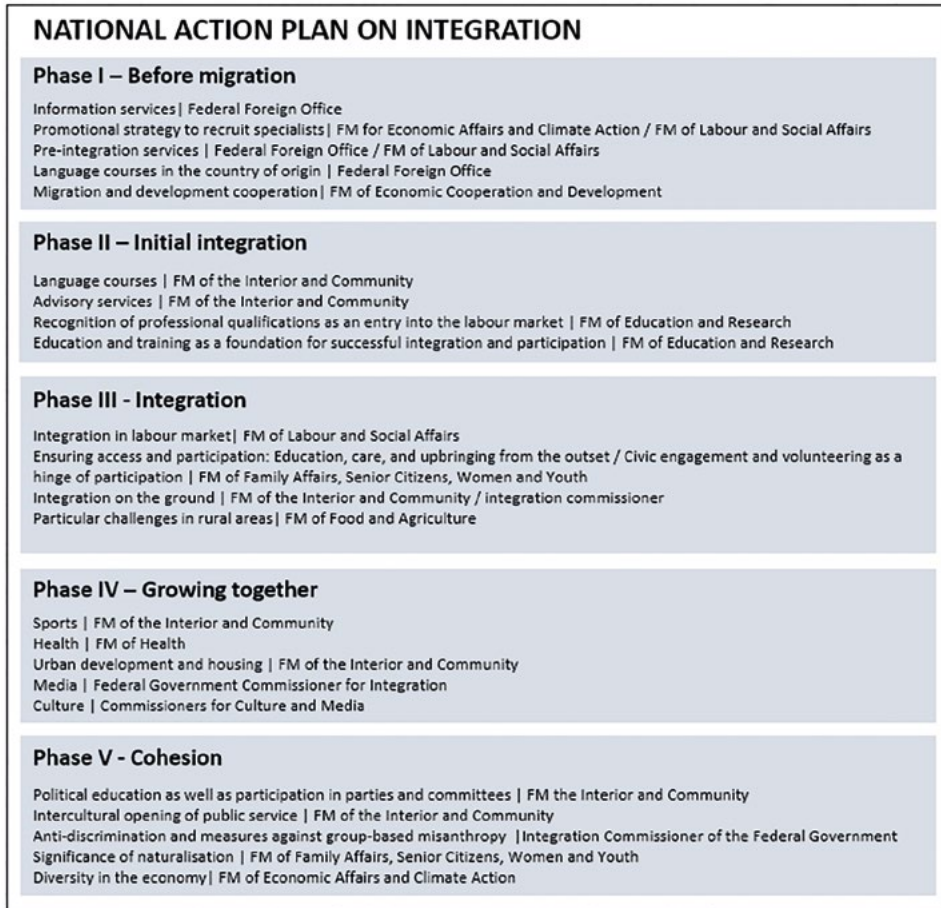 NATIONAL ACTION PLAN ON INTEGRATION
Phase I – Before migration
Information services| Federal Foreign Office
Promotional strategy to recruit specialists| FM for Economic Affairs and Climate Action / FM of Labour and Social Affairs
Pre-integration services | Federal Foreign Office / FM of Labour and Social Affairs
Language courses in the country of origin | Federal Foreign Office
Migration and development cooperation| FM of Economic Cooperation and Development
Phase II – Initial integration
Language courses | FM of the Interior and Community
Advisory services | FM of the Interior and Community
Recognition of professional qualifications as an entry into the labour market | FM of Education and Research
Education and training as a foundation for successful integration and participation | FM of Education and Research
Phase III - Integration
Integration in labour market| FM of Labour and Social Affairs
Ensuring access and participation: Education, care, and upbringing from the outset / Civic engagement and volunteering as a
hinge of participation | FM of Family Affairs, Senior Citizens, Women and Youth
Integration on the ground | FM of the Interior and Community / integration commissioner
Particular challenges in rural areas| FM of Food and Agriculture
Phase IV – Growing together
Sports | FM of the Interior and Community
Health | FM of Health
Urban development and housing | FM of the Interior and Community
Media | Federal Government Commissioner for Integration
Culture | Commissioners for Culture and Media
Phase V - Cohesion
Political education as well as participation in parties and committees | FM the Interior and Community
Intercultural opening of public service | FM of the Interior and Community
Anti-discrimination and measures against group-based misanthropy |Integration Commissioner of the Federal Government
Significance of naturalisation | FM of Family Affairs, Senior Citizens, Women and Youth
Diversity in the economy| FM of Economic Affairs and Climate Action